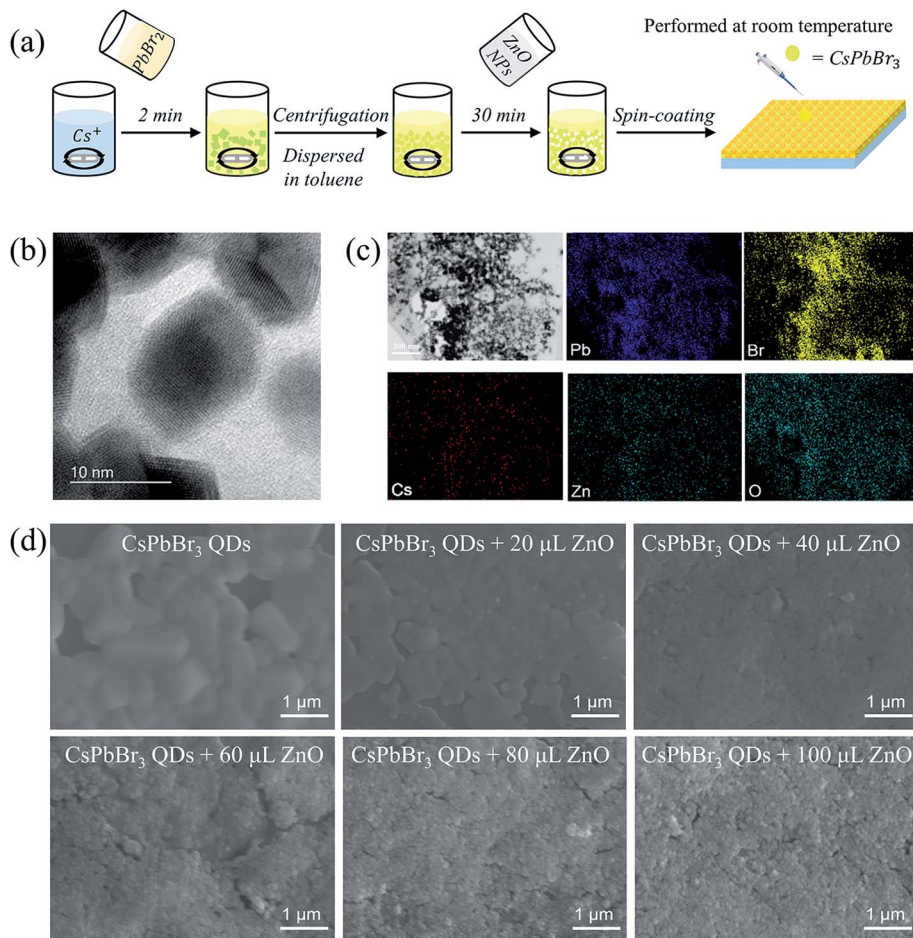 (a)
PbBr₂
ZnO
NPs
Performed at room temperature
= CsPbBr₃
Cs⁺
2 min
Centrifugation
Dispersed
in toluene
30 min
Spin-coating
(b)
10 nm
(c)
200 nm
Pb
Br
Cs
Zn
O
(d)
CsPbBr₃ QDs
1 μm
CsPbBr₃ QDs + 20 μL ZnO
1 μm
CsPbBr₃ QDs + 40 μL ZnO
1 μm
CsPbBr₃ QDs + 60 μL ZnO
1 μm
CsPbBr₃ QDs + 80 μL ZnO
1 μm
CsPbBr₃ QDs + 100 μL ZnO
1 μm